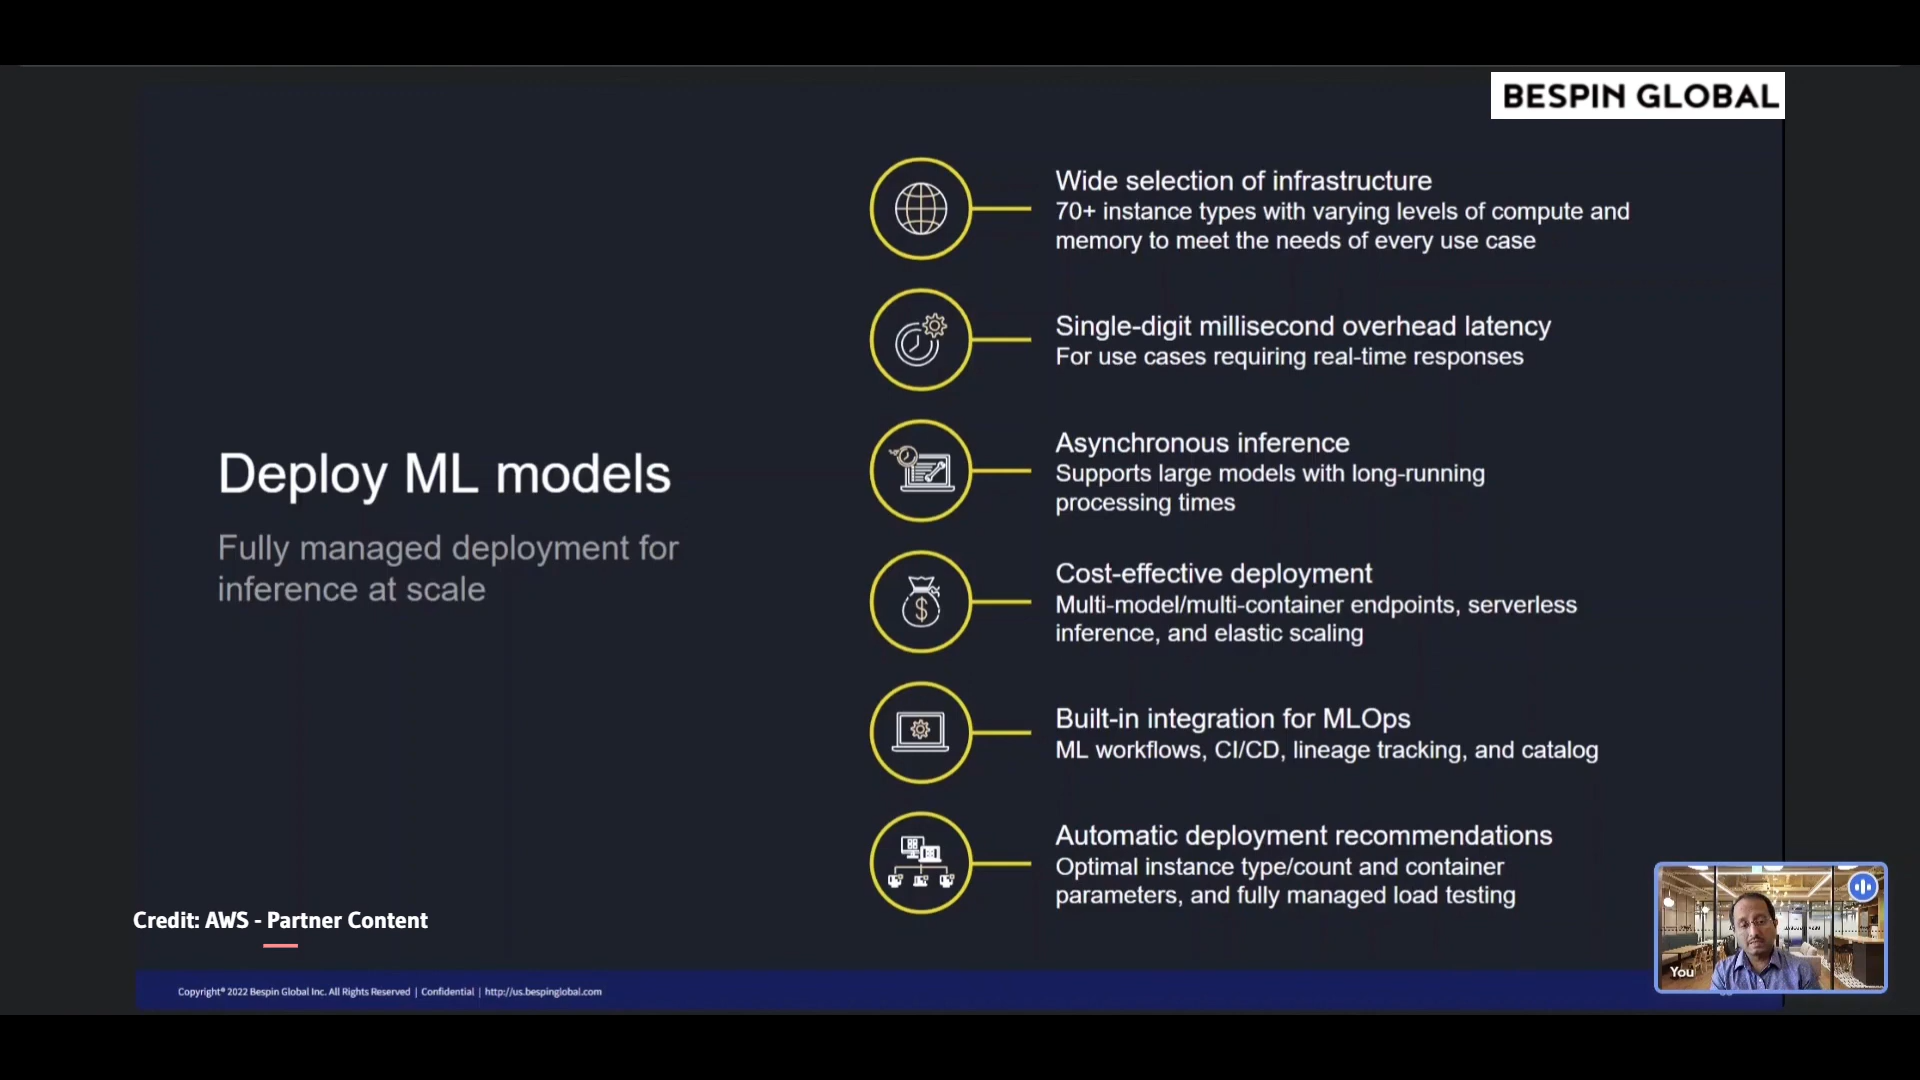 BESPIN GLOBAL
Wide selection of infrastructure
70+ instance types with varying levels of compute and
memory to meet the needs of every use case
Single-digit millisecond overhead latency
For use cases requiring real-time responses
Asynchronous inference
Supports large models with long-running
processing times
Deploy ML models
Fully managed deployment for
inference at scale
Cost-effective deployment
Multi-model/multi-container endpoints, serverless
inference, and elastic scaling
Built-in integration for MLOps
ML workflows, CI/CD, lineage tracking, and catalog
Automatic deployment recommendations
Optimal instance type/count and container
parameters, and fully managed load testing
Credit: AWS - Partner Content
You
Copyright® 2022 Bespin Global Inc. All Rights Reserved | Confidential | http://us.bespinglobal.com